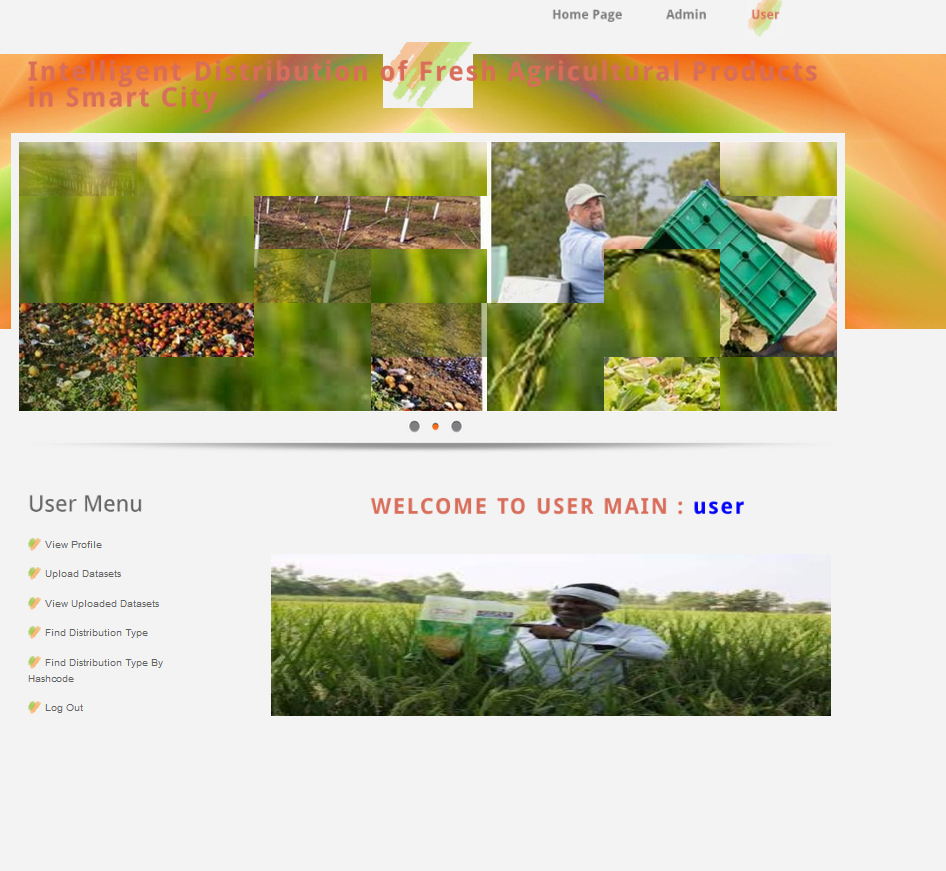 Home Page Admin User
Intelligent Distribution of Fresh Agricultural Products
in Smart City
User Menu
View Profile
Upload Datasets
View Uploaded Datasets
Find Distribution Type
Find Distribution Type By
Hashcode
Log Out
WELCOME TO USER MAIN : user